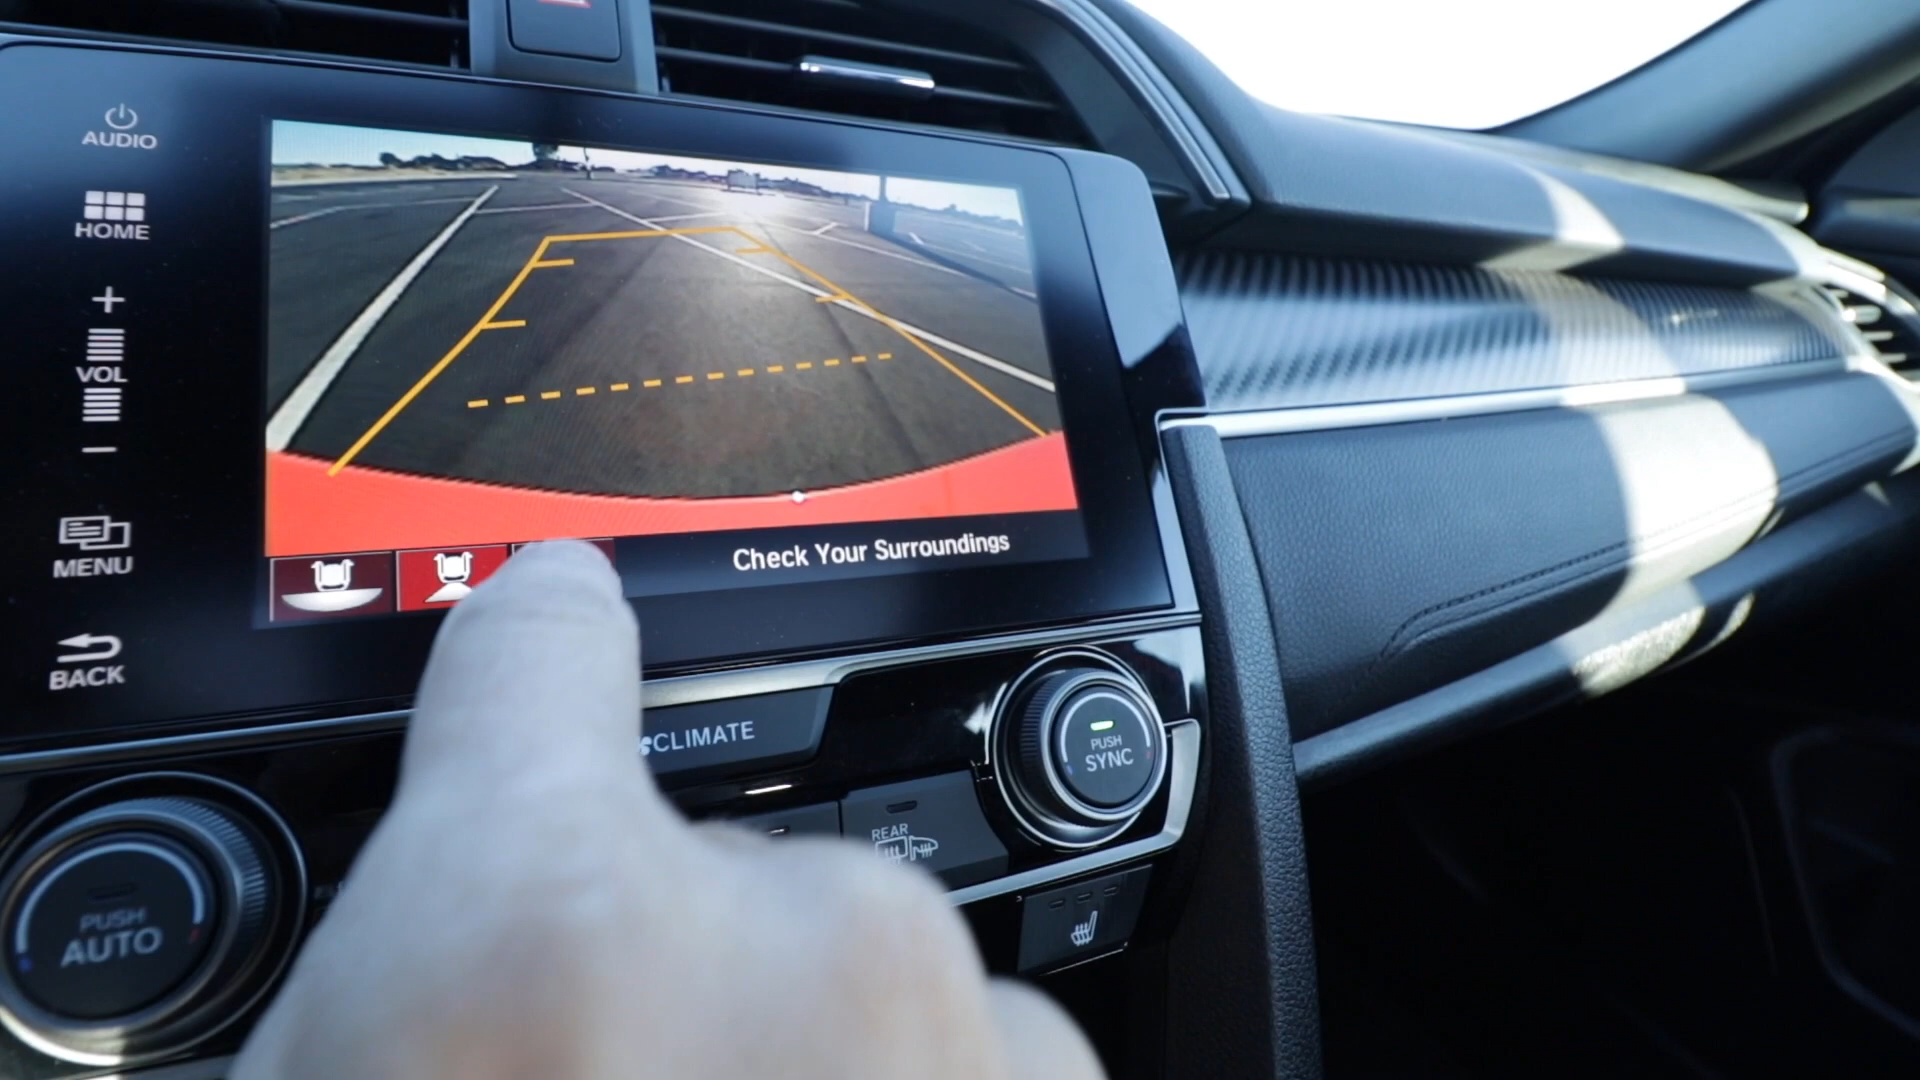 AUDIO
HOME
VOL
MENU
BACK
Check Your Surroundings
CLIMATE
PUSH
SYNC
REAR
PUSH
AUTO